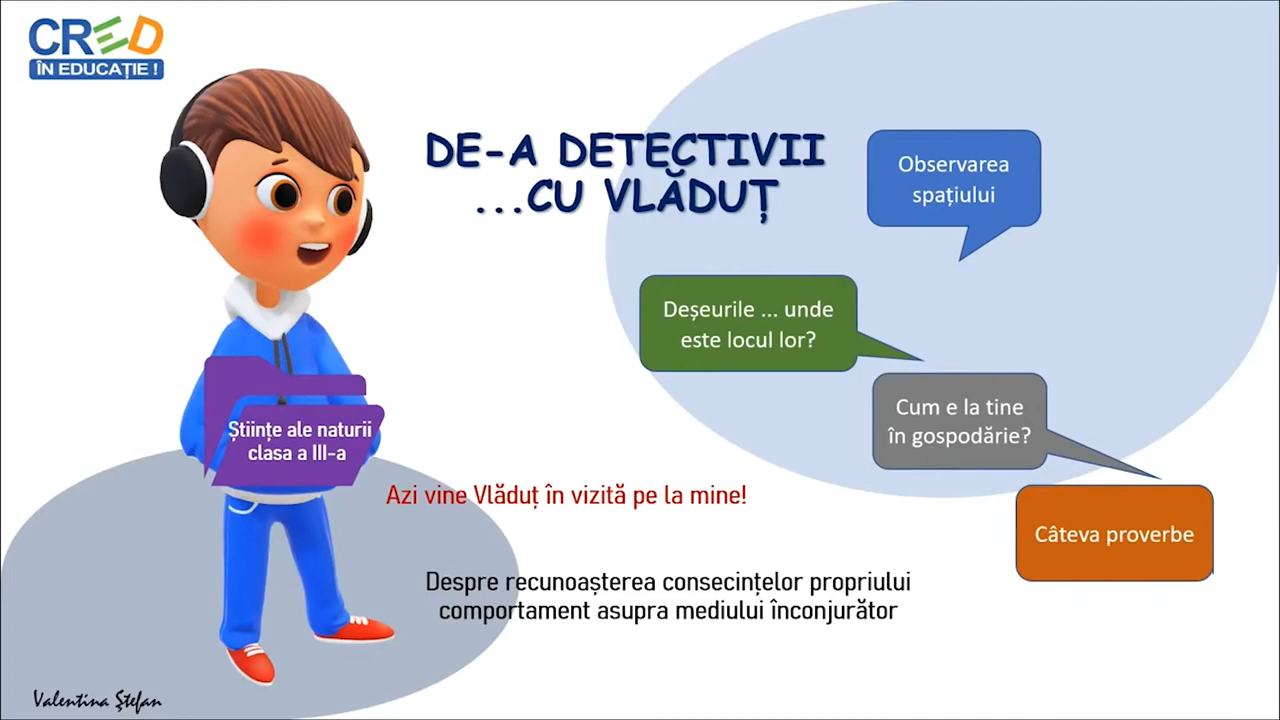 CRED
ÎN EDUCAȚIE !
DE-A DETECTIVII
...CU VLĂDUȚ
Observarea
spațiului
Deșeurile ... unde
este locul lor?
Cum e la tine
în gospodărie?
Științe ale naturii
clasa a III-a
Azi vine Vlăduț în vizită pe la mine!
Câteva proverbe
Despre recunoașterea consecințelor propriului
comportament asupra mediului înconjurător
Valentina Ştefan